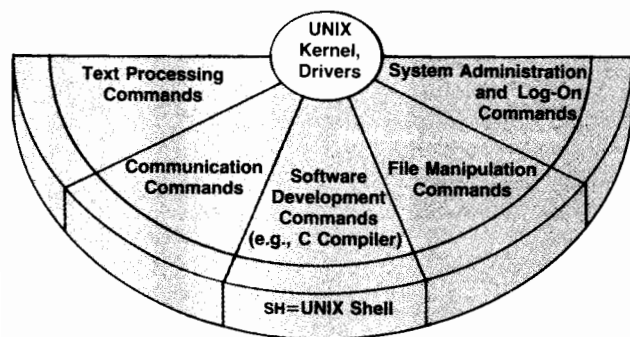 UNIX
Kernel,
Drivers
Text Processing
Commands
System Administration
and Log-On
Commands
Communication
Commands
Software
Development
Commands
(e.g., C Compiler)
File Manipulation
Commands
SH=UNIX Shell